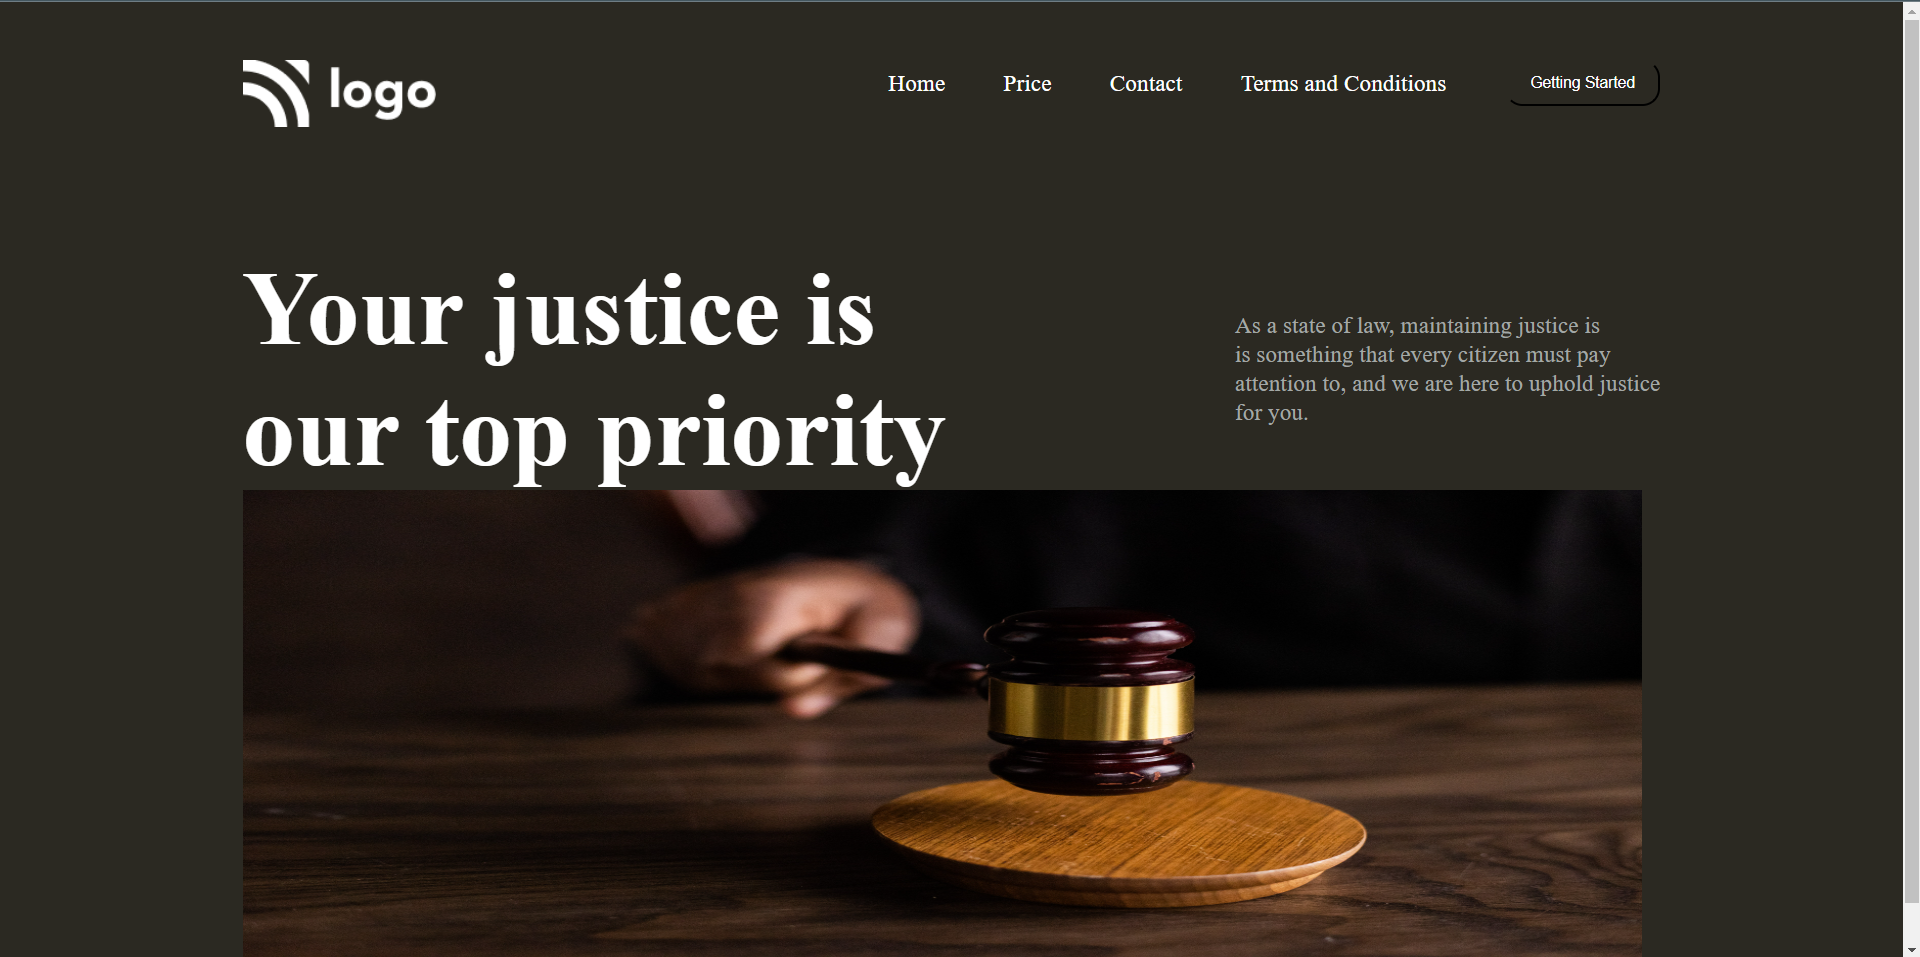 logo
Home Price Contact Terms and Conditions Getting Started
Your justice is
our top priority
As a state of law, maintaining justice is
is something that every citizen must pay
attention to, and we are here to uphold justice
for you.